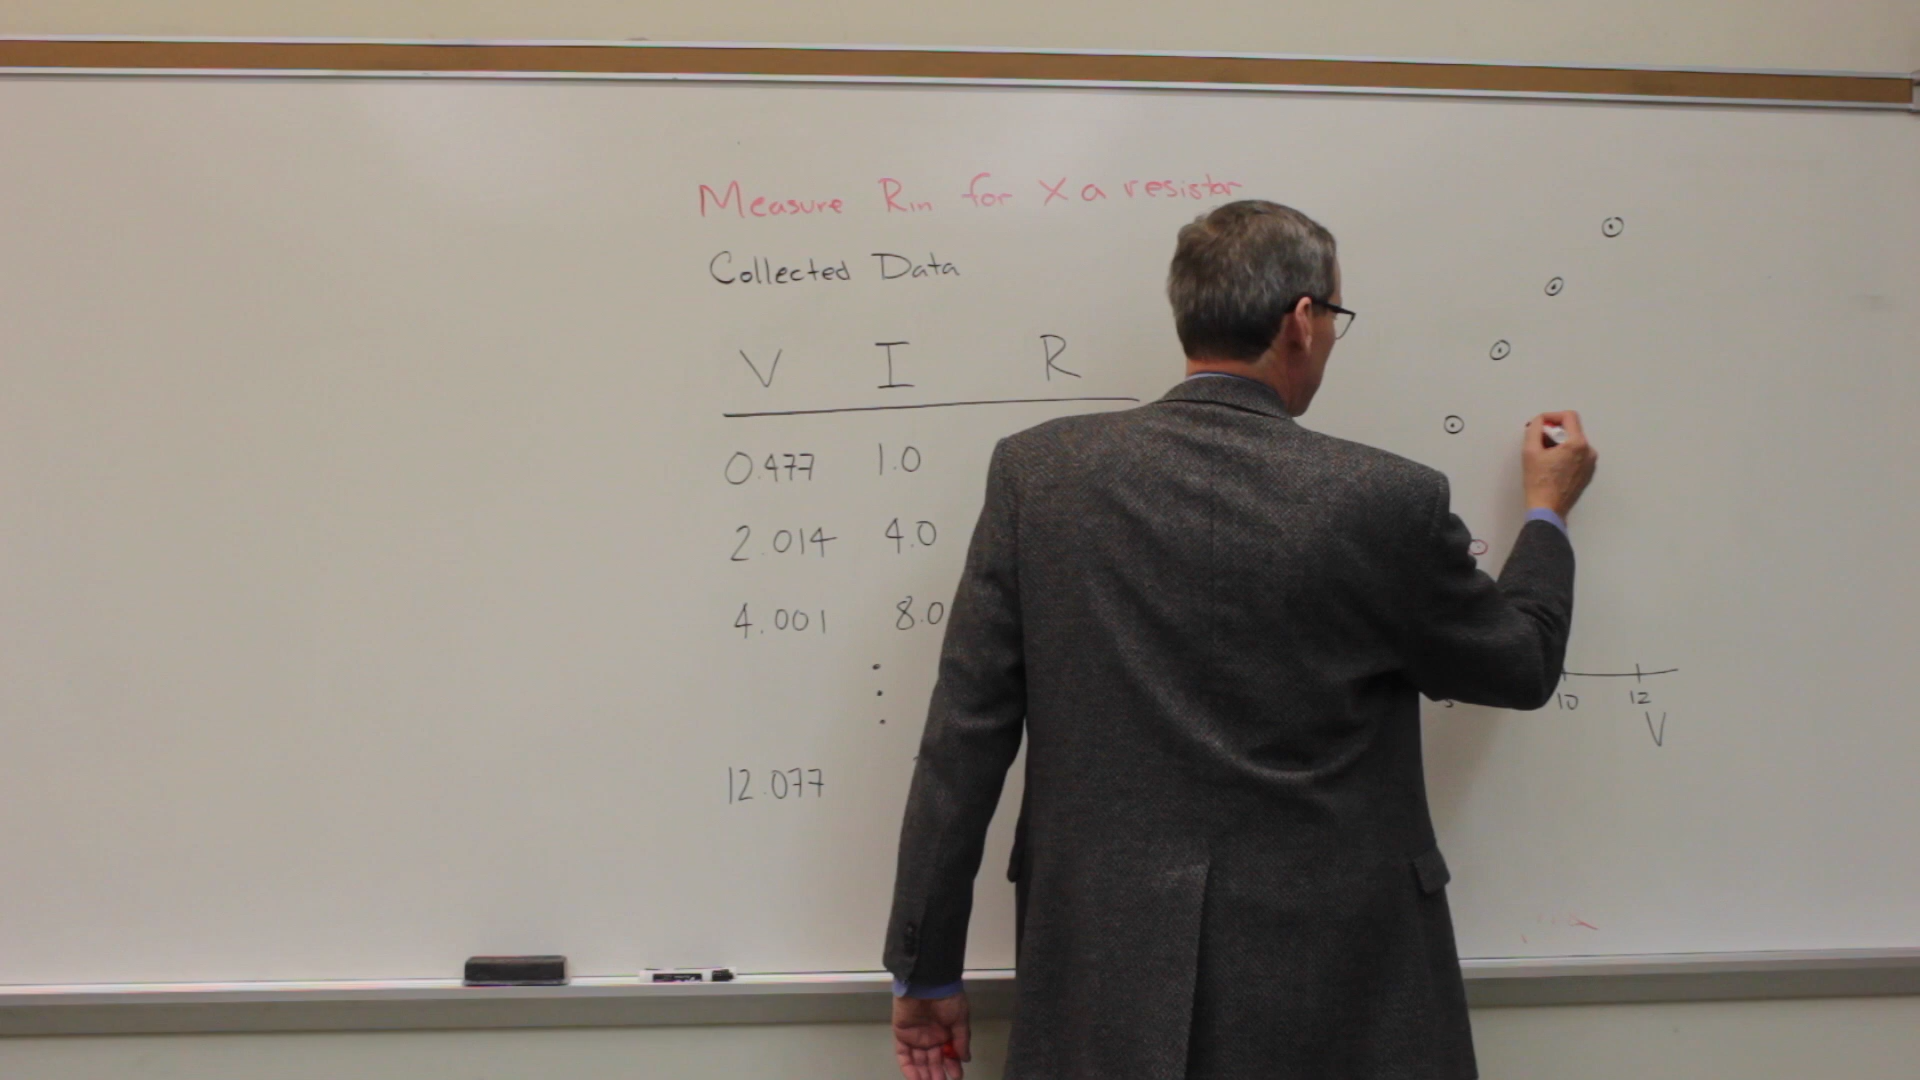 Measure Rin for X a resistor
Collected Data
V I R
0.477 1.0
2.014 4.0
4.001 8.0
12.077
10 12
V